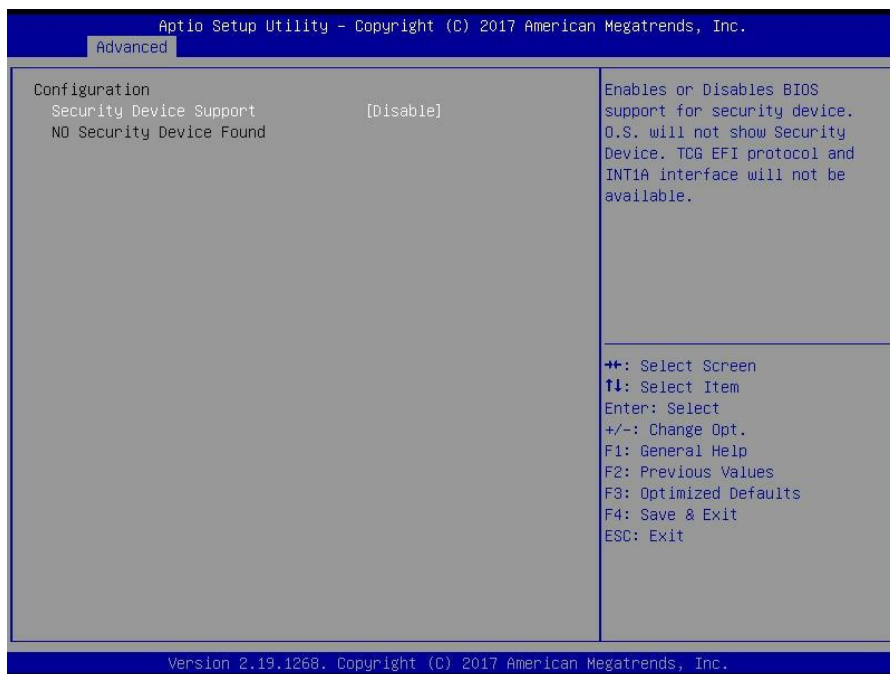 Aptio Setup Utility – Copyright (C) 2017 American Megatrends, Inc.
Advanced
Configuration
Security Device Support [Disable]
NO Security Device Found
Enables or Disables BIOS
support for security device.
O.S. will not show Security
Device. TCG EFI protocol and
INT1A interface will not be
available.
→←: Select Screen
↑↓: Select Item
Enter: Select
+/-: Change Opt.
F1: General Help
F2: Previous Values
F3: Optimized Defaults
F4: Save & Exit
ESC: Exit
Version 2.19.1268. Copyright (C) 2017 American Megatrends, Inc.